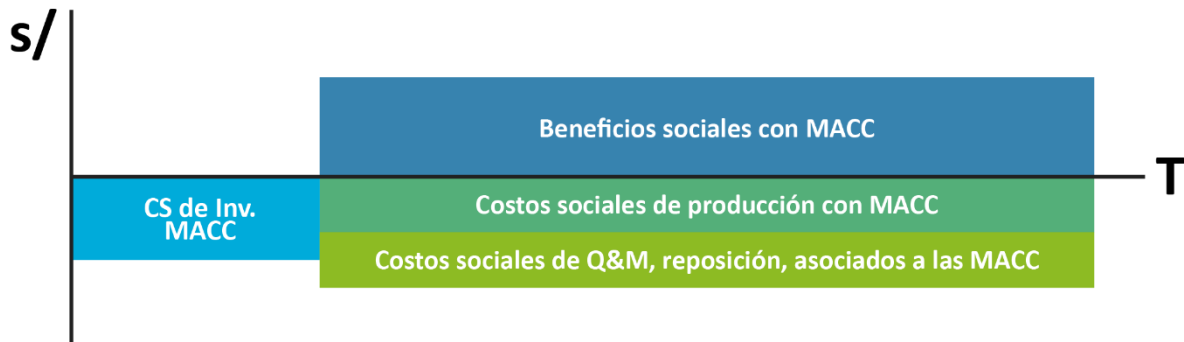 s/
Beneficios sociales con MACC
T
CS de Inv.
MACC
Costos sociales de producción con MACC
Costos sociales de Q&M, reposición, asociados a las MACC